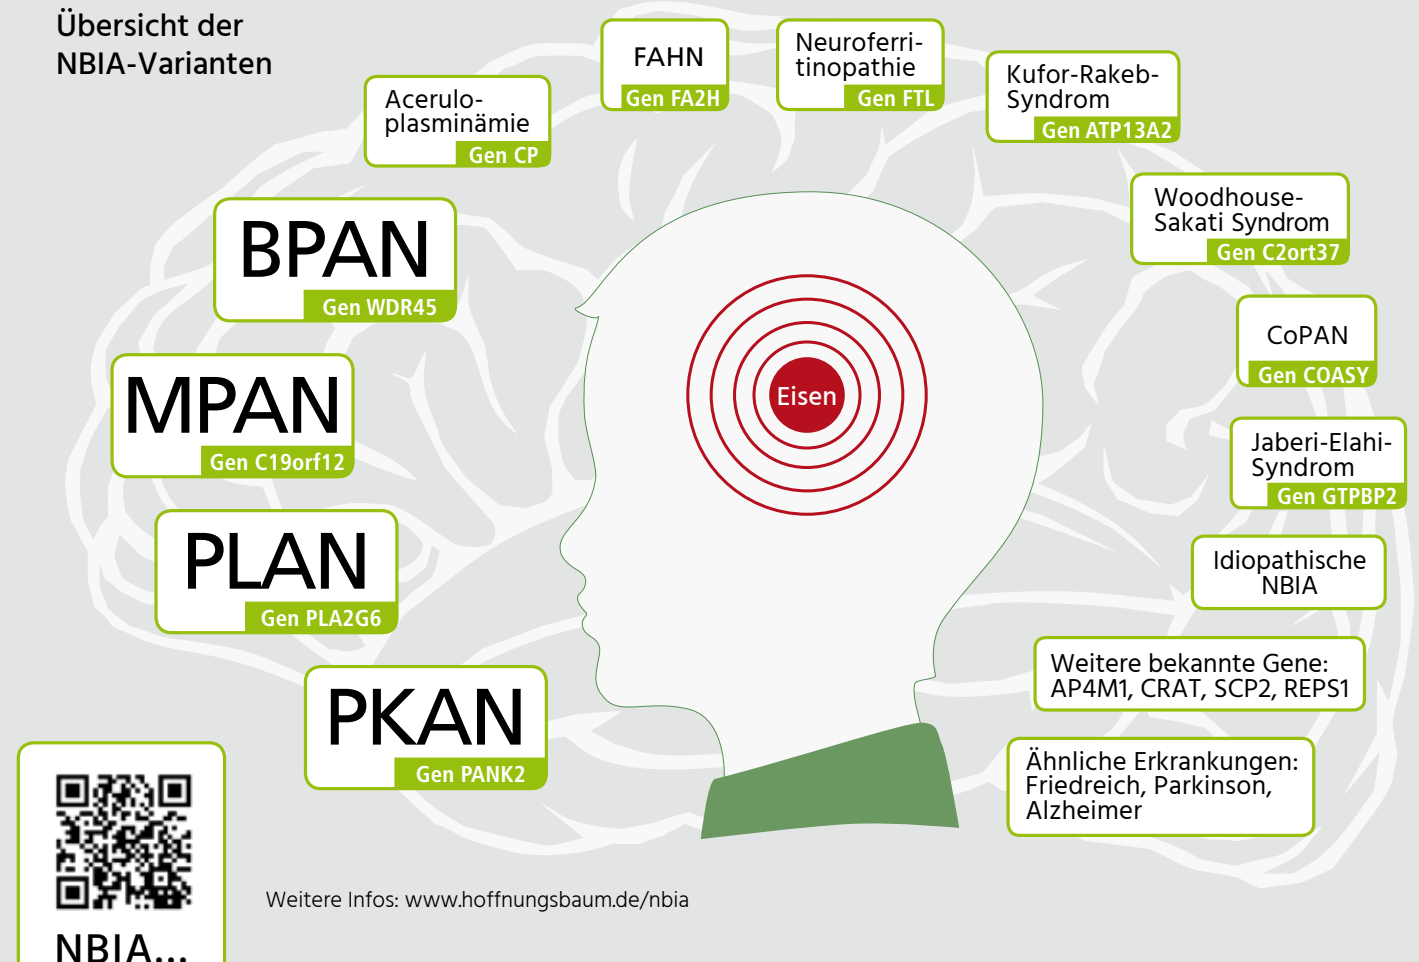 Übersicht der
NBIA-Varianten
Acerulo-
plasminämie
Gen CP
FAHN
Gen FA2H
Neuroferri-
tinopathie
Gen FTL
Kufor-Rakeb-
Syndrom
Gen ATP13A2
Woodhouse-
Sakati Syndrom
Gen C2ort37
BPAN
Gen WDR45
CoPAN
Gen COASY
MPAN
Gen C19orf12
Eisen
Jaberi-Elahi-
Syndrom
Gen GTPBP2
PLAN
Gen PLA2G6
Idiopathische
NBIA
Weitere bekannte Gene:
AP4M1, CRAT, SCP2, REPS1
PKAN
Gen PANK2
Ähnliche Erkrankungen:
Friedreich, Parkinson,
Alzheimer
Weitere Infos: www.hoffnungsbaum.de/nbia
NBIA...